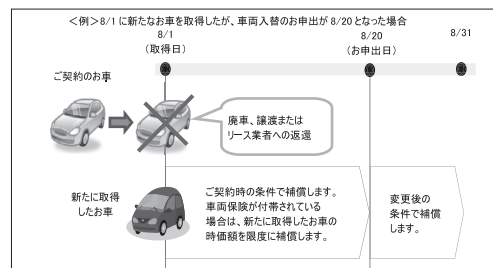 ＜例＞8/1 に新たなお車を取得したが、車両入替のお申出が 8/20 となった場合
8/1
（取得日）
8/20
（お申出日）
8/31
ご契約のお車
廃車、譲渡または
リース業者への返還
新たに取得
したお車
ご契約時の条件で補償します。
車両保険が付帯されている
場合は、新たに取得したお車の
時価額を限度に補償します。
変更後の
条件で補償
します。